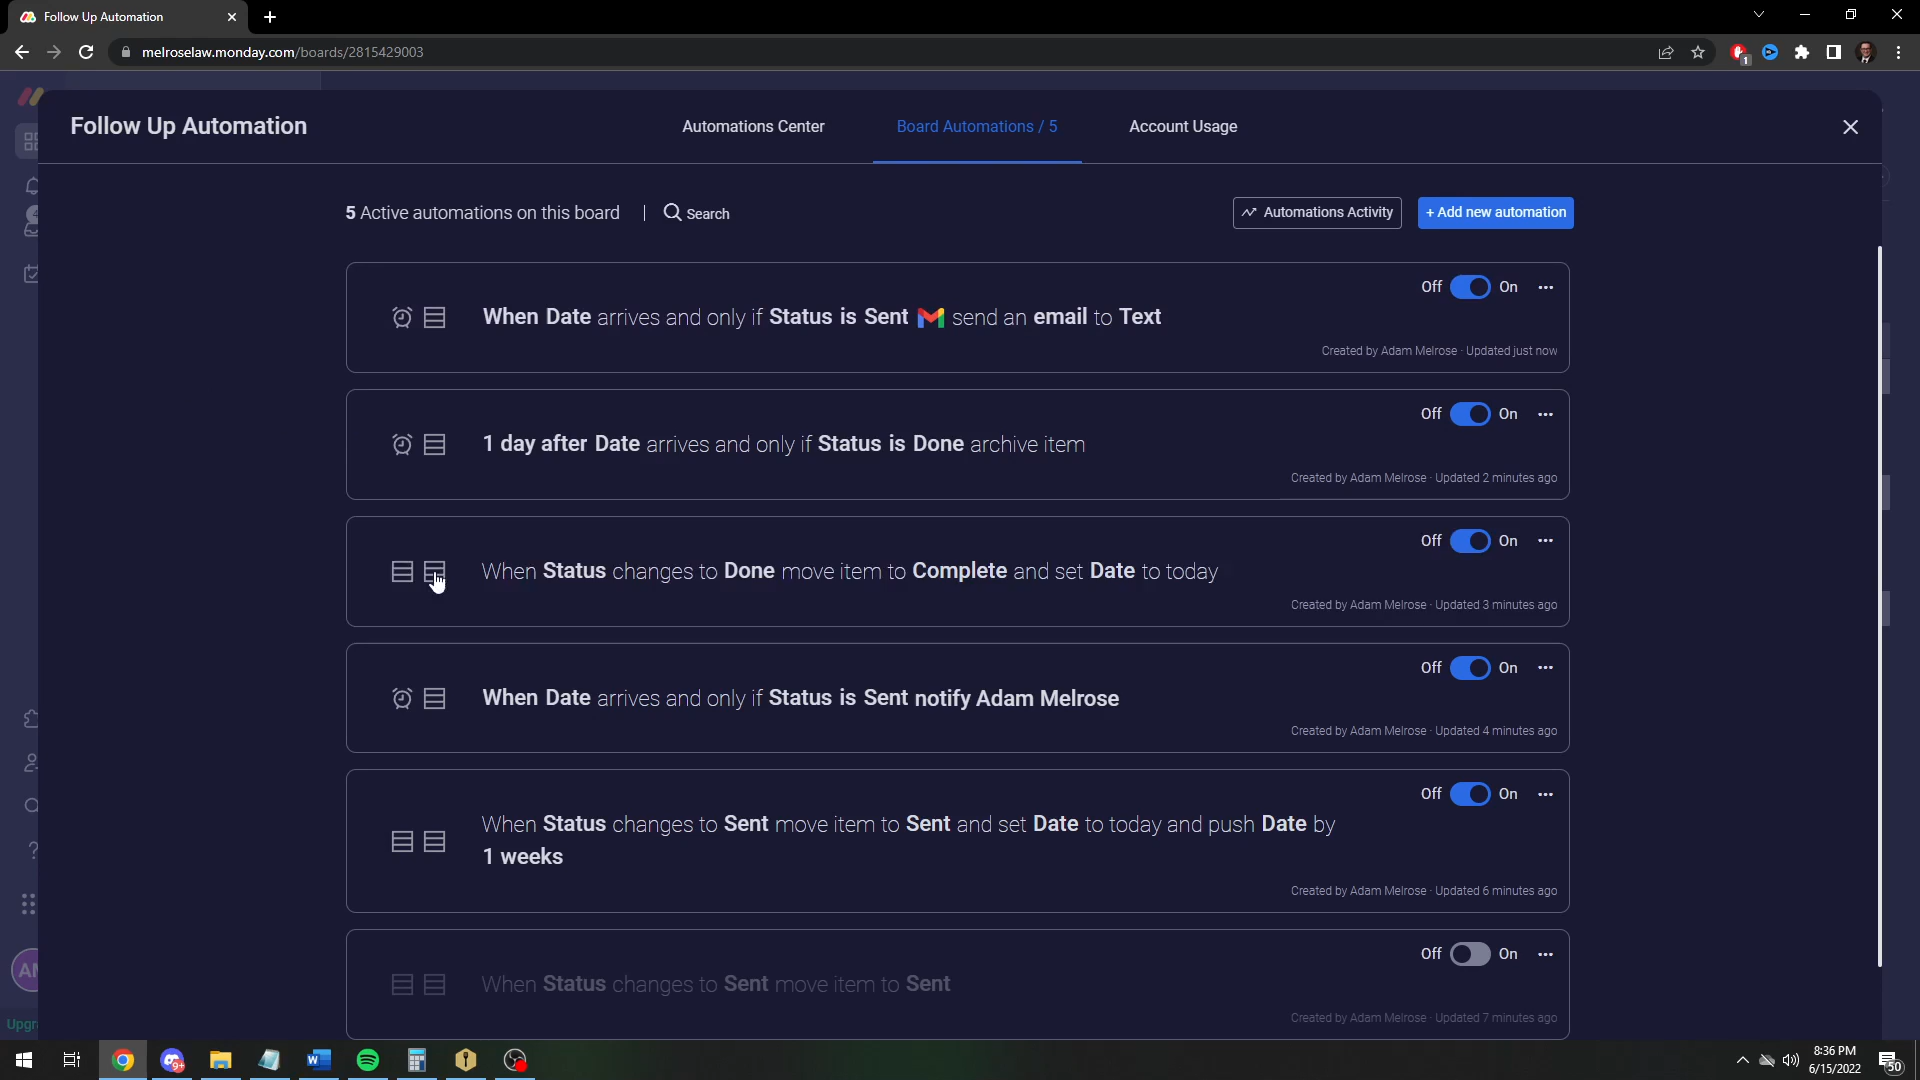 Follow Up Automation
melroselaw.monday.com/boards/2815429003
1
Follow Up Automation
Automations Center
Board Automations / 5
Account Usage
5 Active automations on this board
Search
Automations Activity
+ Add new automation
Off On
When Date arrives and only if Status is Sent send an email to Text
Created by Adam Melrose · Updated just now
Off On
1 day after Date arrives and only if Status is Done archive item
Created by Adam Melrose · Updated 2 minutes ago
Off On
When Status changes to Done move item to Complete and set Date to today
Created by Adam Melrose · Updated 3 minutes ago
Off On
When Date arrives and only if Status is Sent notify Adam Melrose
Created by Adam Melrose · Updated 4 minutes ago
Off On
When Status changes to Sent move item to Sent and set Date to today and push Date by
1 weeks
Created by Adam Melrose · Updated 6 minutes ago
Off On
When Status changes to Sent move item to Sent
Created by Adam Melrose · Updated 7 minutes ago
Upgr
9+
8:36 PM
6/15/2022
50